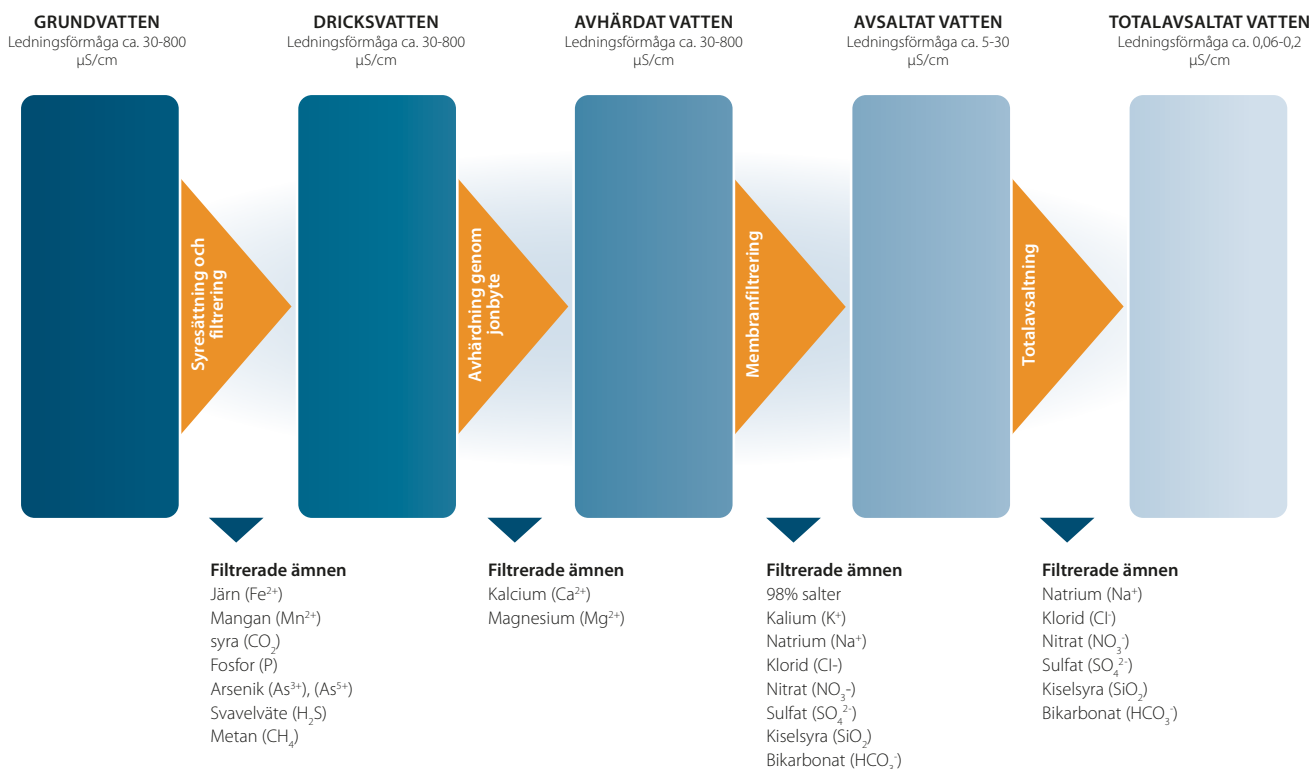 GRUNDVATTEN
Ledningsförmåga ca. 30-800
µS/cm
DRICKSVATTEN
Ledningsförmåga ca. 30-800
µS/cm
AVHÄRDAT VATTEN
Ledningsförmåga ca. 30-800
µS/cm
AVSALTAT VATTEN
Ledningsförmåga ca. 5-30
µS/cm
TOTALAVSALTAT VATTEN
Ledningsförmåga ca. 0,06-0,2
µS/cm
Syresättning och
filtrering
Avhärdning genom
jonbyte
Membranfiltrering
Totalavsaltning
Filtrerade ämnen
Järn (Fe²⁺)
Mangan (Mn²⁺)
syra (CO₂)
Fosfor (P)
Arsenik (As³⁺), (As⁵⁺)
Svavelväte (H₂S)
Metan (CH₄)
Filtrerade ämnen
Kalcium (Ca²⁺)
Magnesium (Mg²⁺)
Filtrerade ämnen
98% salter
Kalium (K⁺)
Natrium (Na⁺)
Klorid (Cl-)
Nitrat (NO₃-)
Sulfat (SO₄²⁻)
Kiselsyra (SiO₂)
Bikarbonat (HCO₃⁻)
Filtrerade ämnen
Natrium (Na⁺)
Klorid (Cl⁻)
Nitrat (NO₃⁻)
Sulfat (SO₄²⁻)
Kiselsyra (SiO₂)
Bikarbonat (HCO₃⁻)